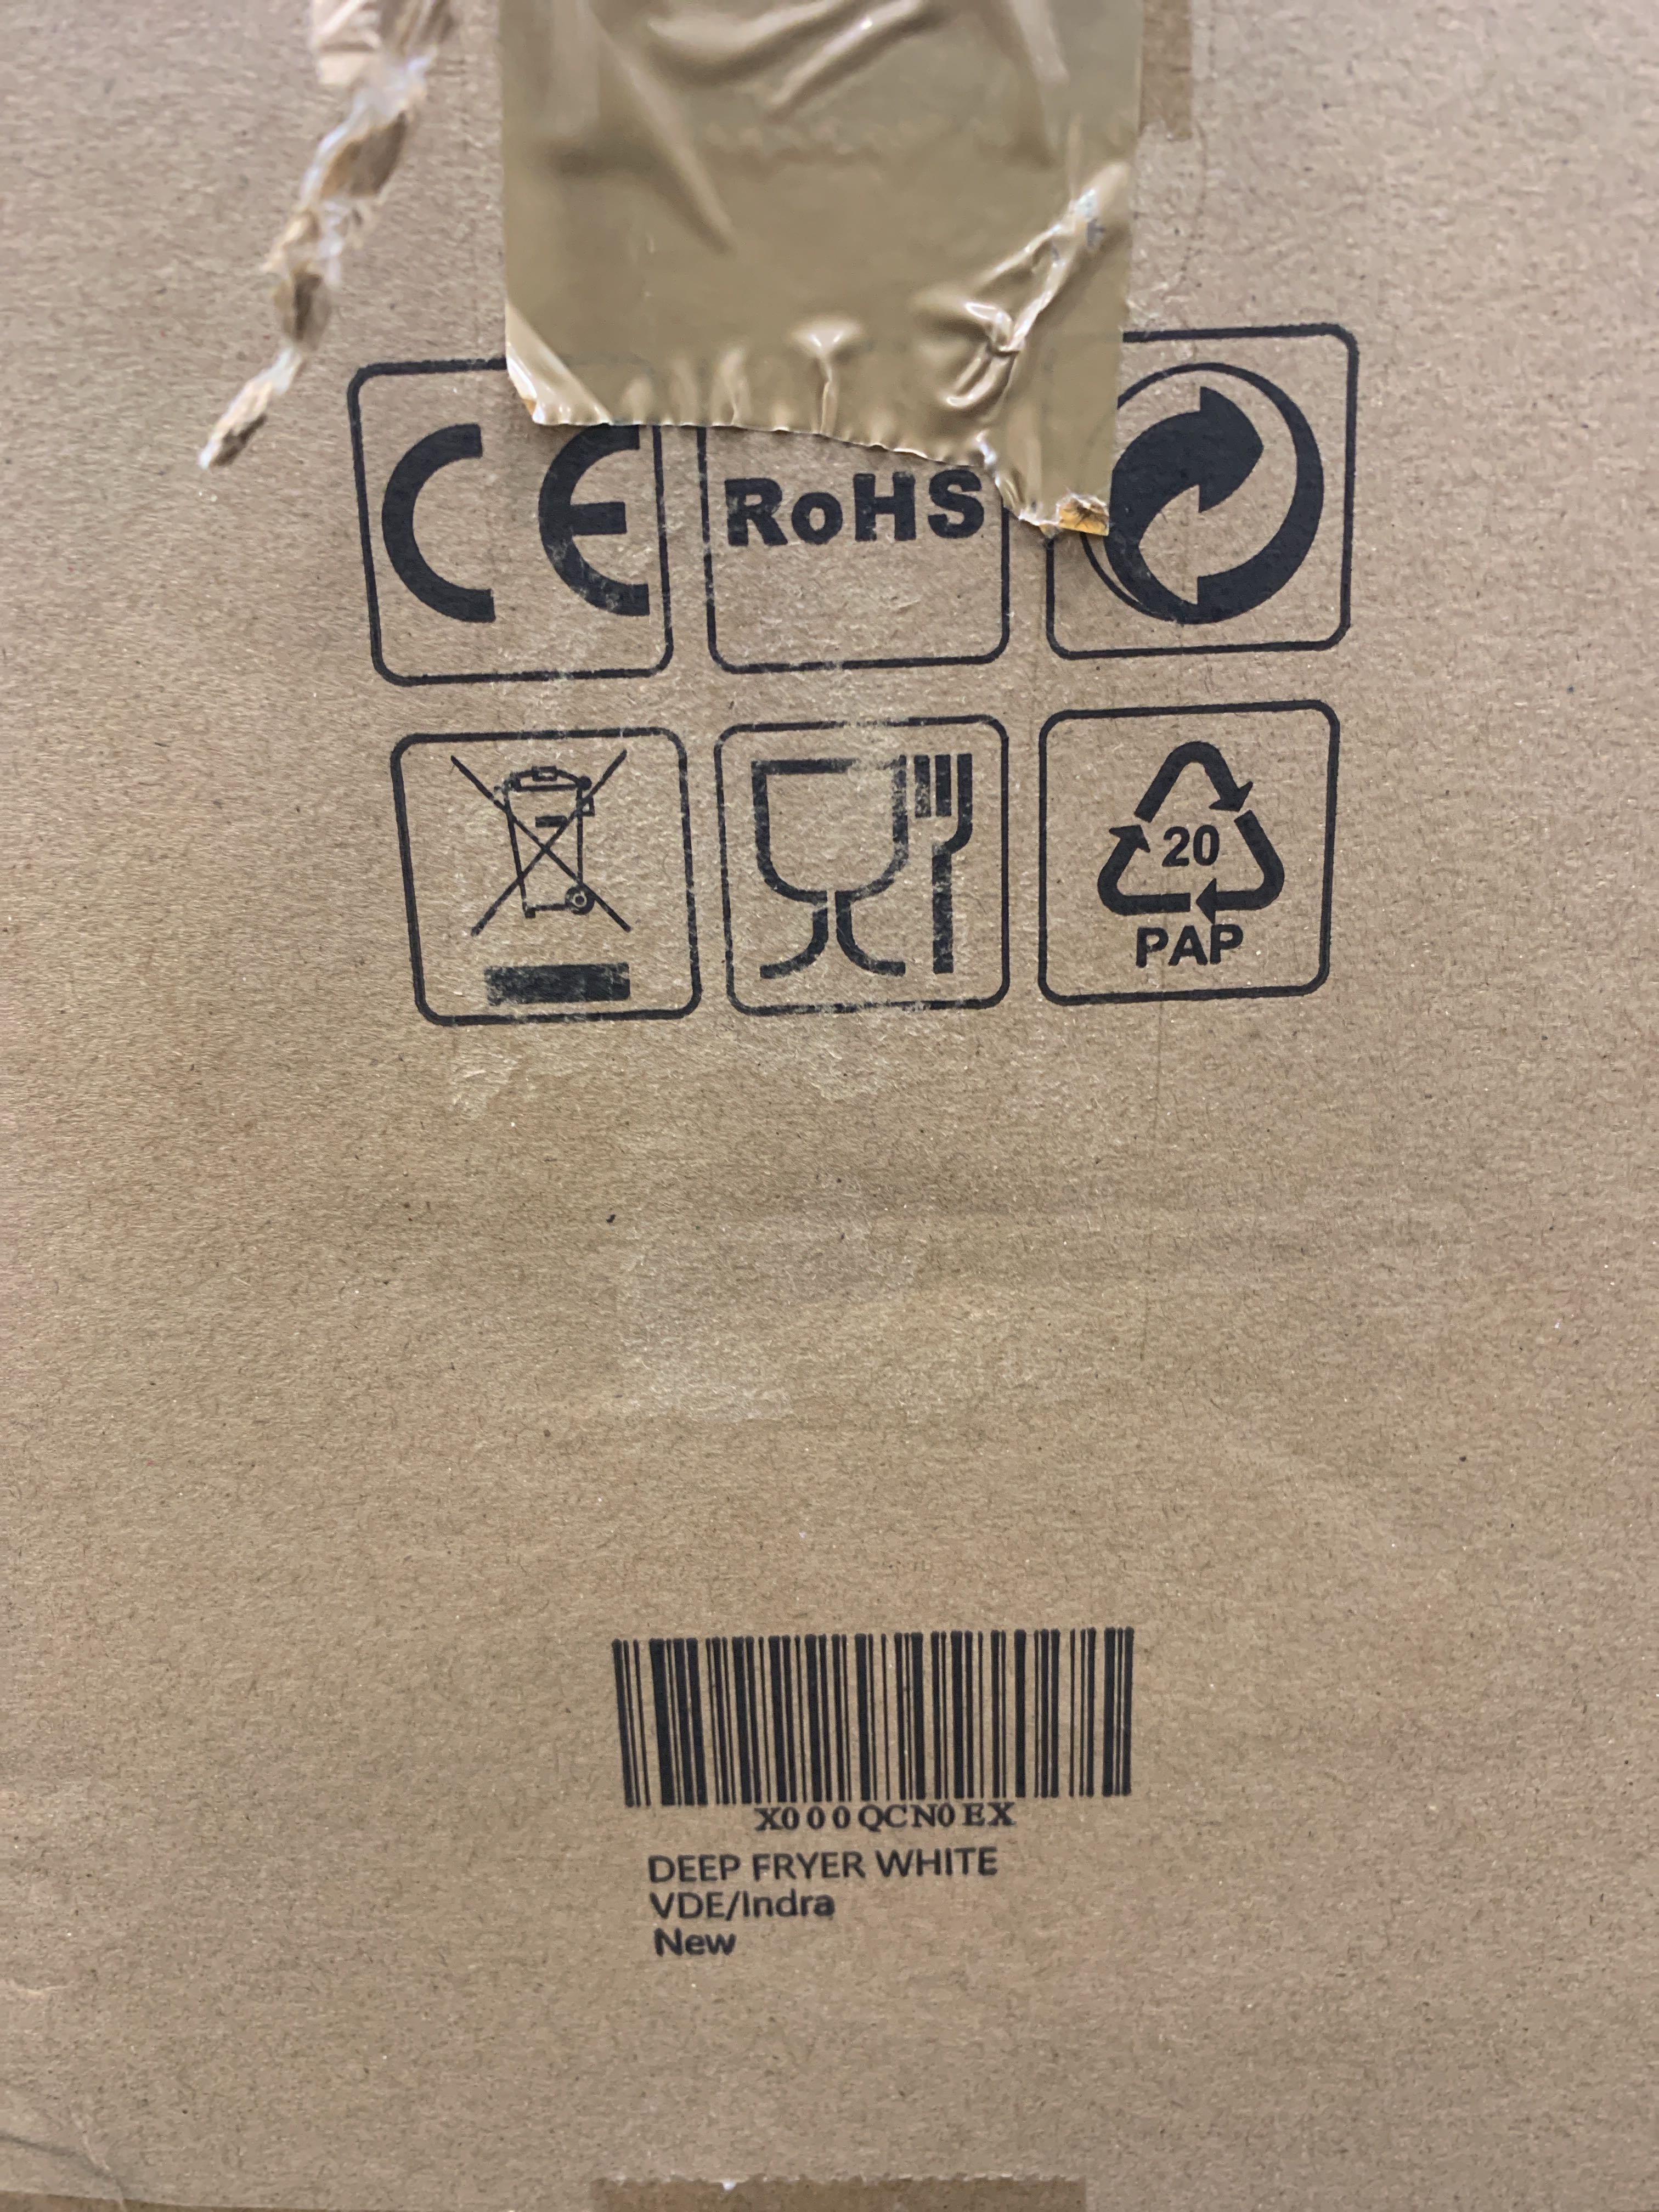 CE
RoHS
20
PAP
X000QCN0EX
DEEP FRYER WHITE
VDE/Indra
New